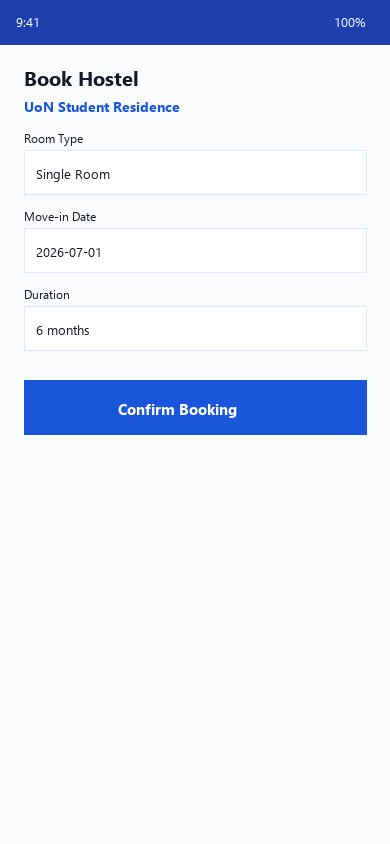 9:41 100%
Book Hostel
UoN Student Residence
Room Type
Single Room
Move-in Date
2026-07-01
Duration
6 months
Confirm Booking